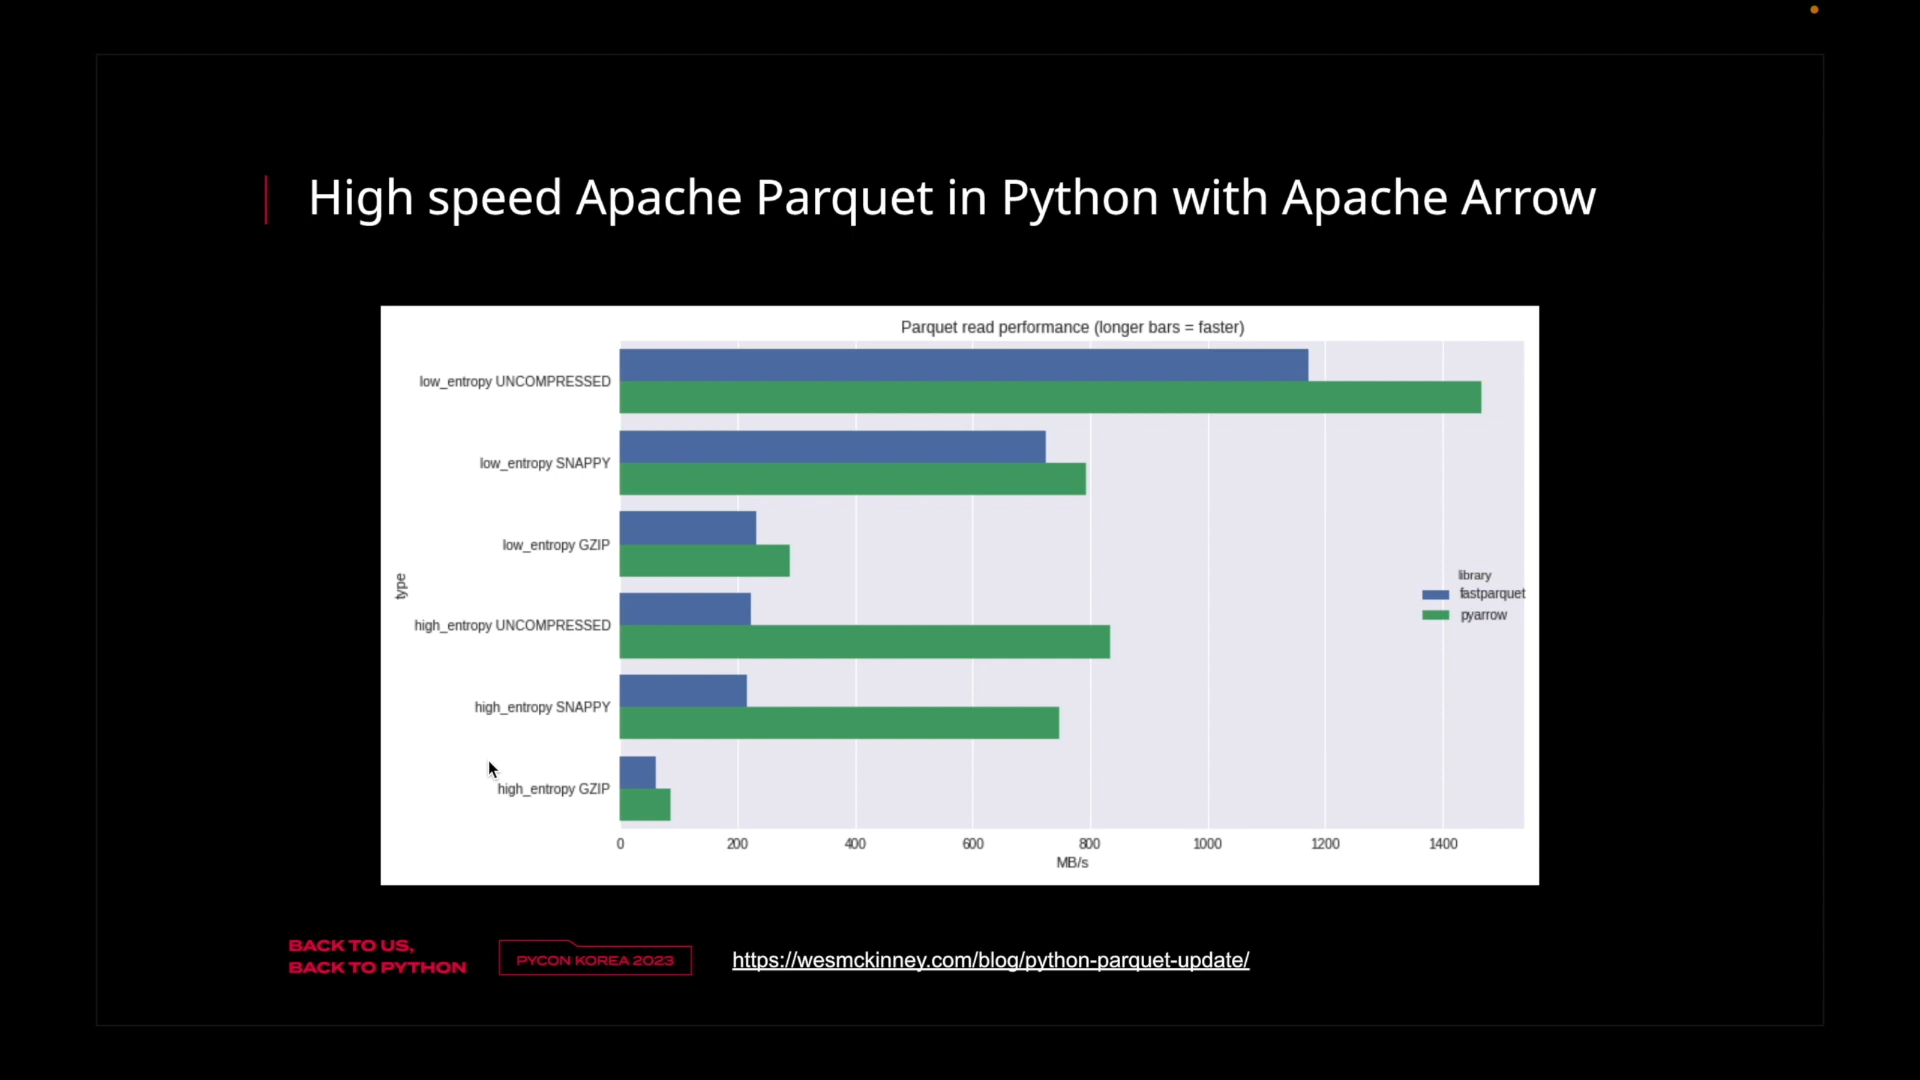 High speed Apache Parquet in Python with Apache Arrow
Parquet read performance (longer bars = faster)
low_entropy UNCOMPRESSED
low_entropy SNAPPY
low_entropy GZIP
high_entropy UNCOMPRESSED
high_entropy SNAPPY
high_entropy GZIP
type
library
fastparquet
pyarrow
0 200 400 600 800 1000 1200 1400
MB/s
BACK TO US,
BACK TO PYTHON
PYCON KOREA 2023
https://wesmckinney.com/blog/python-parquet-update/